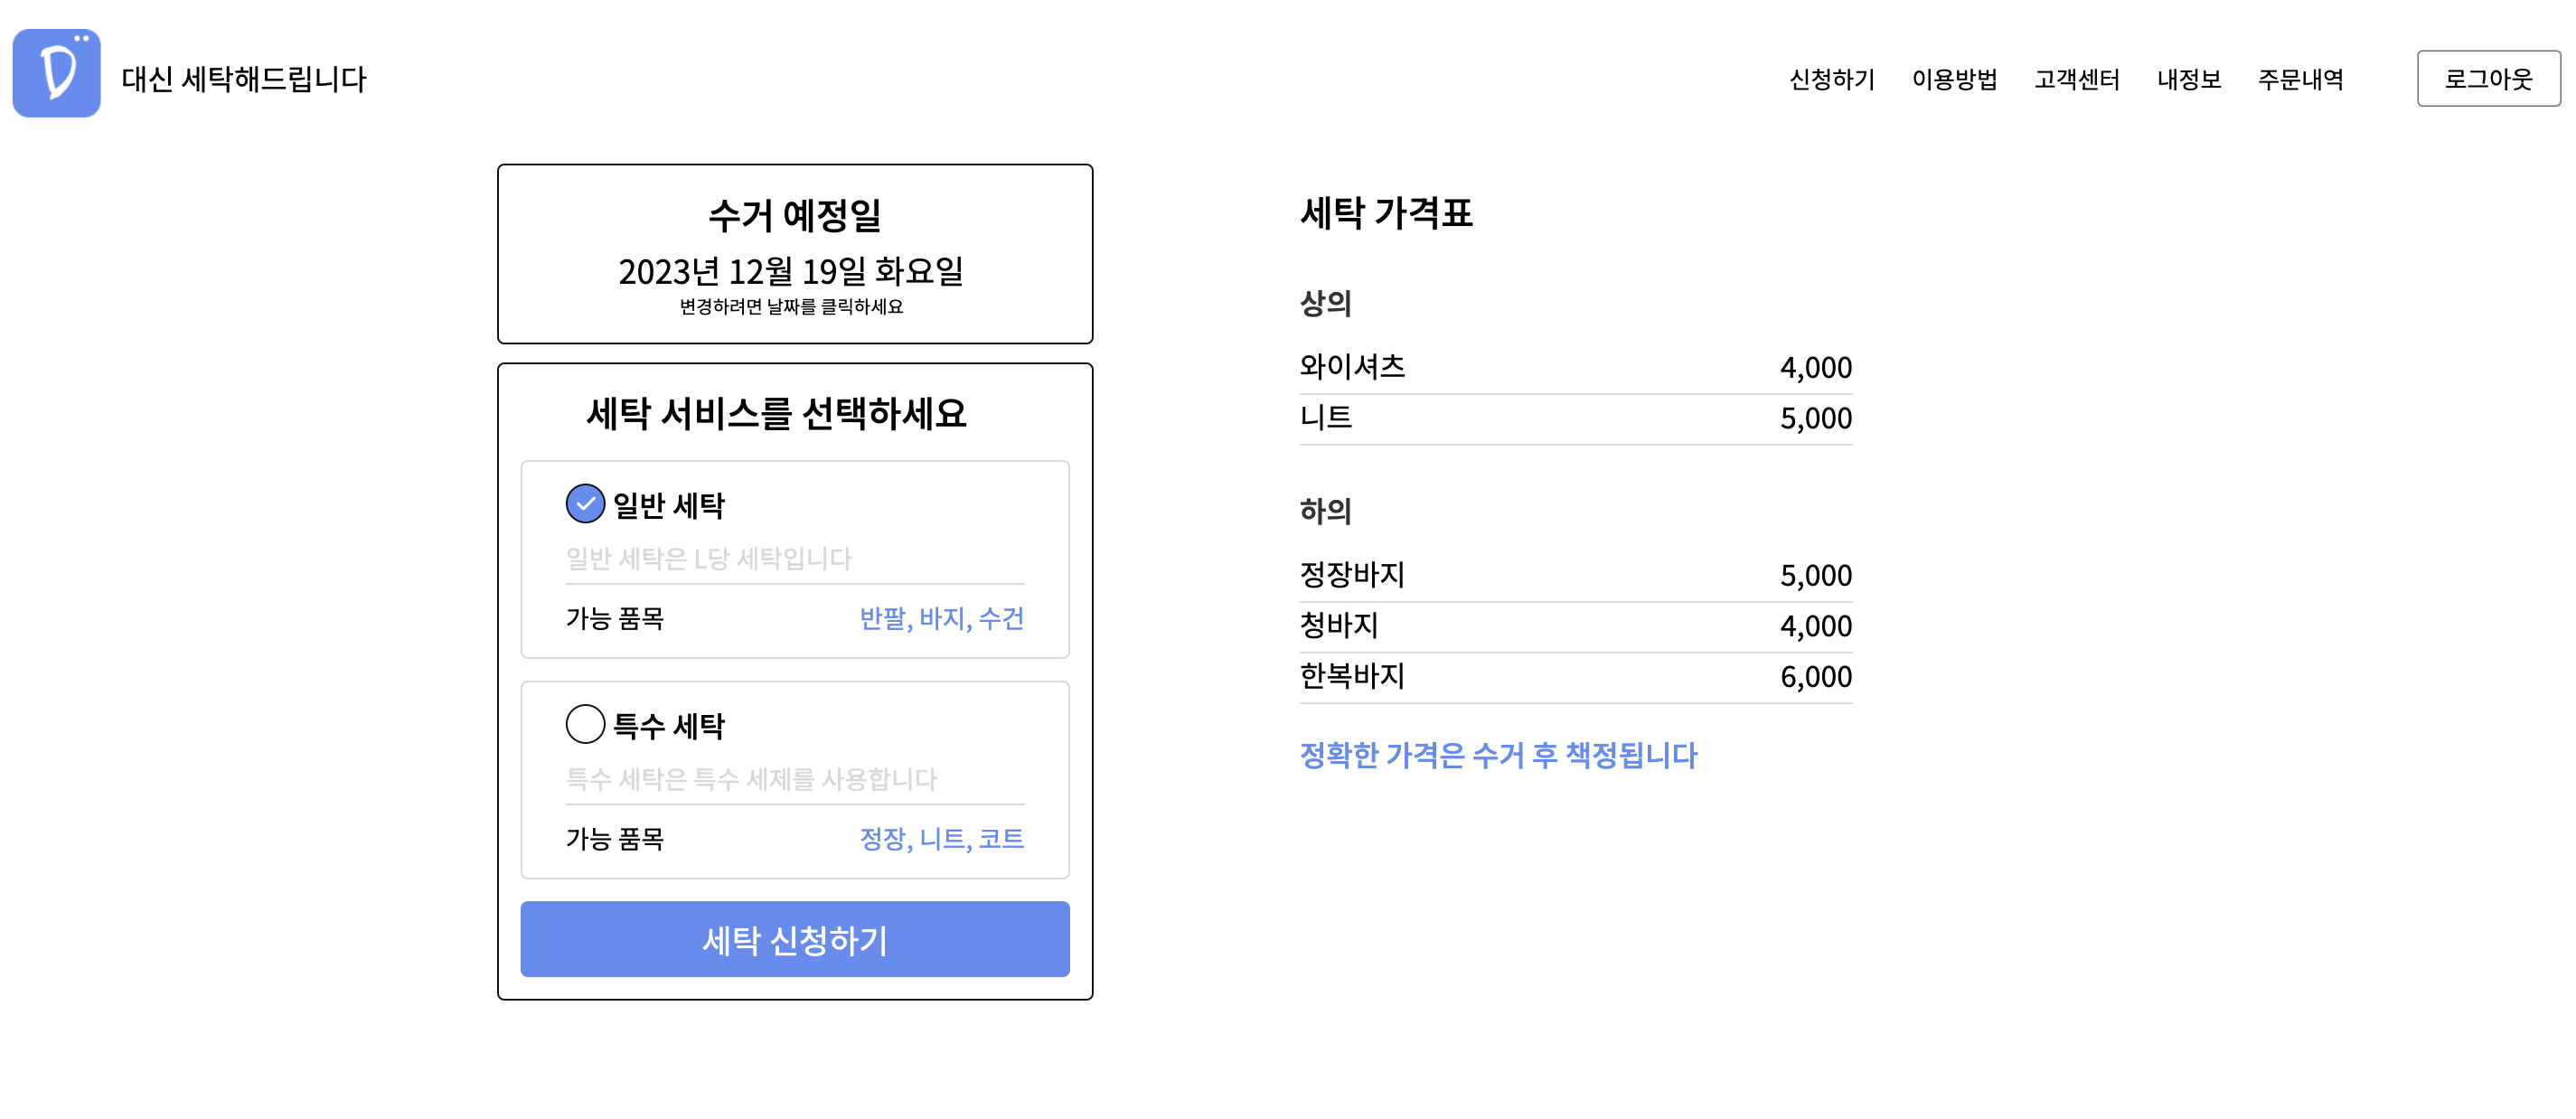 D
대신 세탁해드립니다
신청하기 이용방법 고객센터 내정보 주문내역 로그아웃
수거 예정일
2023년 12월 19일 화요일
변경하려면 날짜를 클릭하세요
세탁 서비스를 선택하세요
일반 세탁
일반 세탁은 L당 세탁입니다
가능 품목 반팔, 바지, 수건
특수 세탁
특수 세탁은 특수 세제를 사용합니다
가능 품목 정장, 니트, 코트
세탁 신청하기
세탁 가격표
상의
와이셔츠 4,000
니트 5,000
하의
정장바지 5,000
청바지 4,000
한복바지 6,000
정확한 가격은 수거 후 책정됩니다